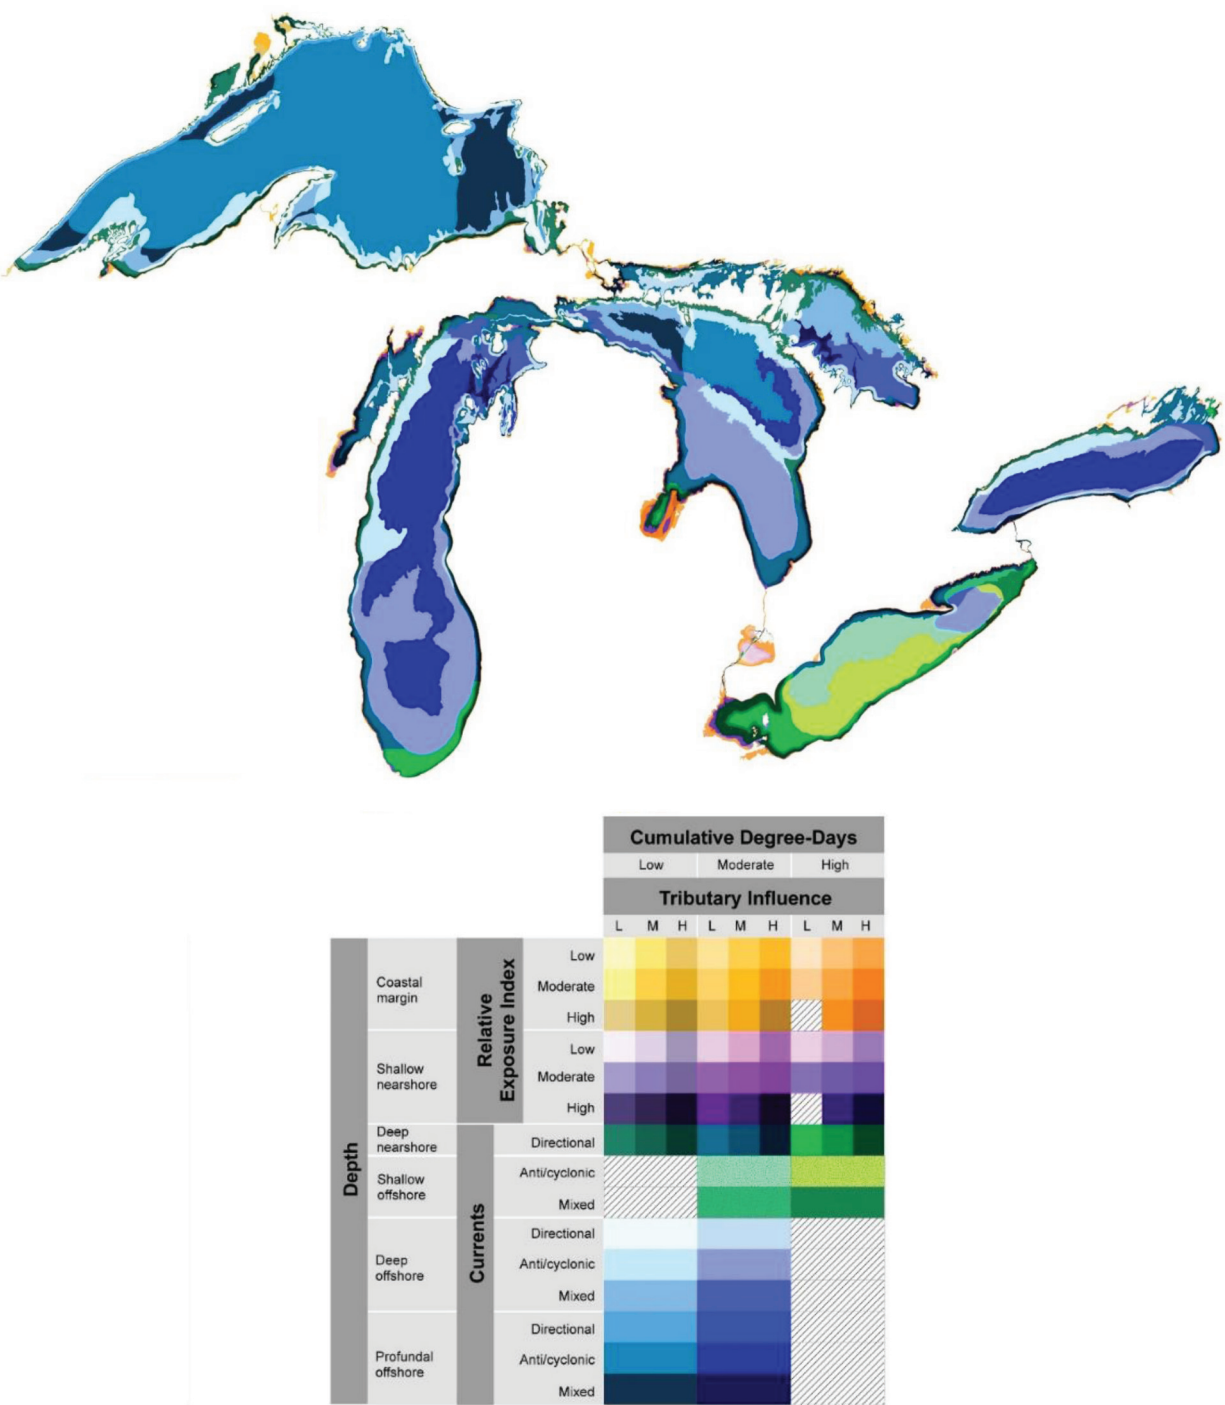 Cumulative Degree-Days
Low Moderate High
Tributary Influence
L M H L M H L M H
Depth
Coastal
margin
Relative
Exposure Index
Low
Moderate
High
Shallow
nearshore
Low
Moderate
High
Deep
nearshore
Currents
Directional
Shallow
offshore
Anti/cyclonic
Mixed
Deep
offshore
Directional
Anti/cyclonic
Mixed
Profundal
offshore
Directional
Anti/cyclonic
Mixed